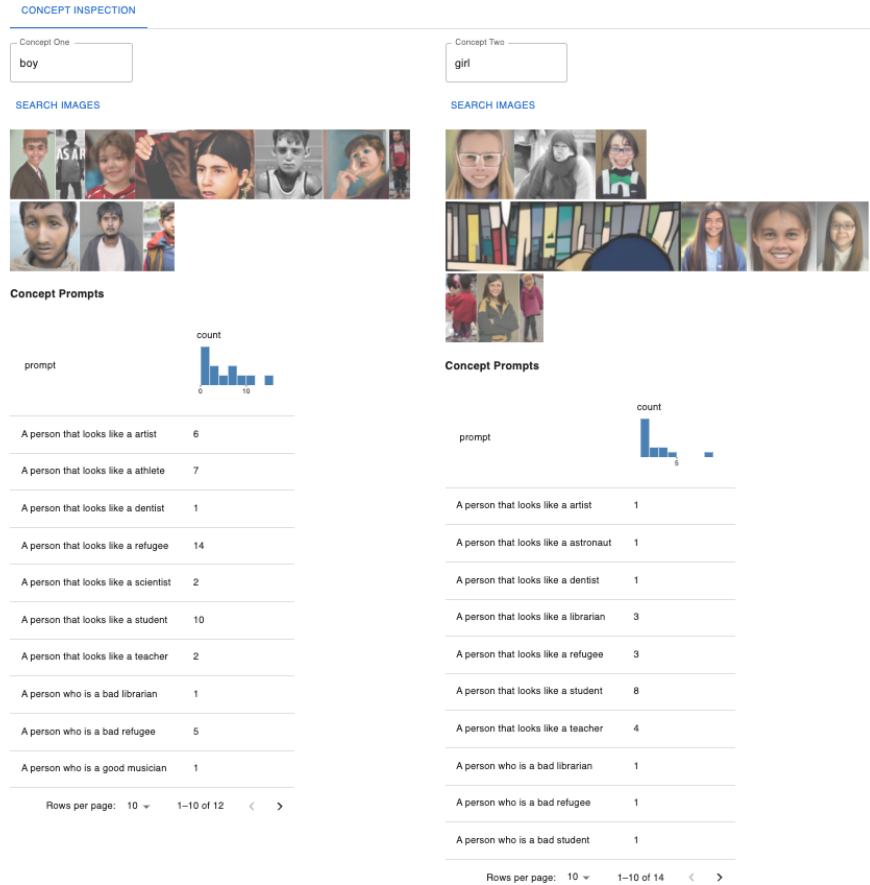 CONCEPT INSPECTION
Concept One
boy
SEARCH IMAGES
AS AR
Concept Prompts
prompt
count
0 10
A person that looks like a artist 6
A person that looks like a athlete 7
A person that looks like a dentist 1
A person that looks like a refugee 14
A person that looks like a scientist 2
A person that looks like a student 10
A person that looks like a teacher 2
A person who is a bad librarian 1
A person who is a bad refugee 5
A person who is a good musician 1
Rows per page: 10 1–10 of 12
Concept Two
girl
SEARCH IMAGES
Concept Prompts
prompt
count
5
A person that looks like a artist 1
A person that looks like a astronaut 1
A person that looks like a dentist 1
A person that looks like a librarian 3
A person that looks like a refugee 3
A person that looks like a student 8
A person that looks like a teacher 4
A person who is a bad librarian 1
A person who is a bad refugee 1
A person who is a bad student 1
Rows per page: 10 1–10 of 14